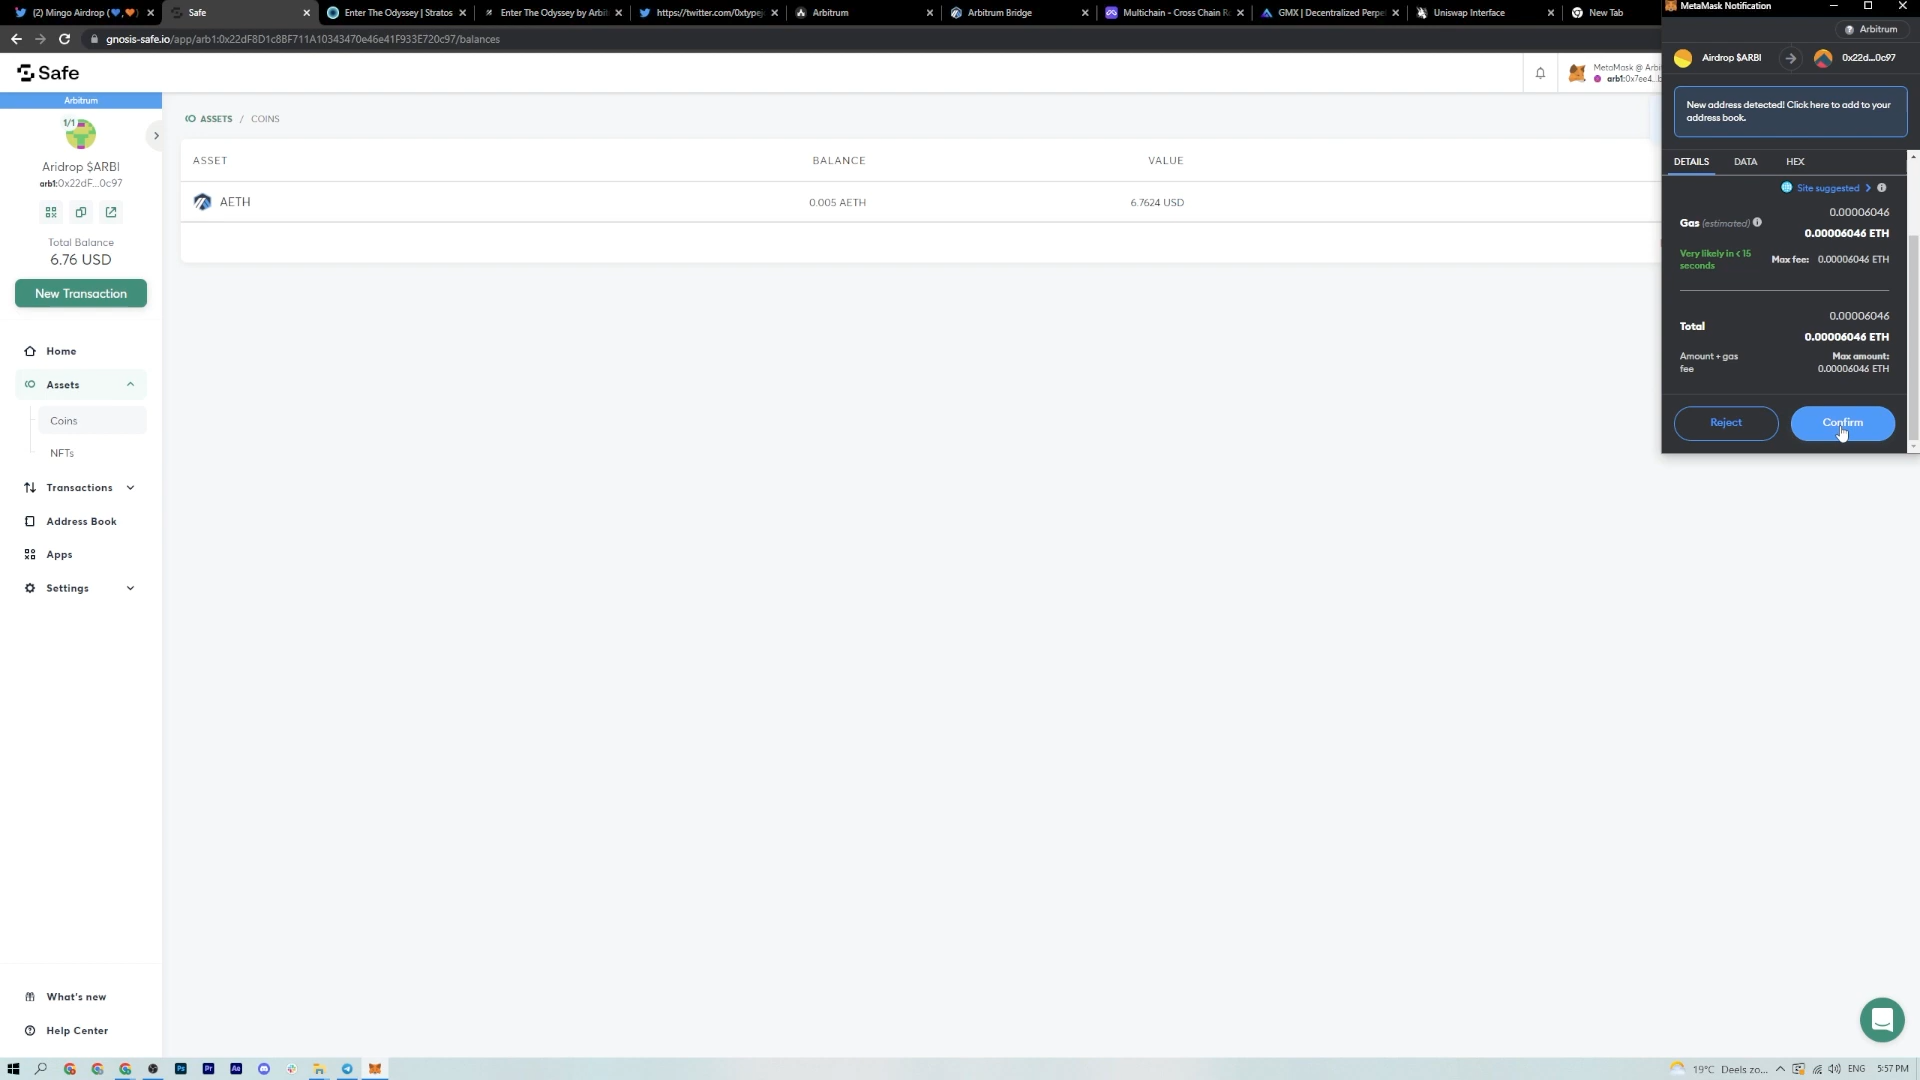 (2) Mingo Airdrop (💙,🧡)
Safe
Enter The Odyssey | Stratos
Enter The Odyssey by Arbit
https://twitter.com/0xtypej
Arbitrum
Arbitrum Bridge
Multichain - Cross Chain R
GMX | Decentralized Perpe
Uniswap Interface
New Tab
gnosis-safe.io/app/arb1:0x22dF8D1c8BF711A10343470e46e41F933E720c97/balances
Safe
MetaMask @ Arbi
arb1:0x7ee4...b
Arbitrum
1/1
Aridrop $ARBI
arb1:0x22dF...0c97
Total Balance
6.76 USD
New Transaction
Home
Assets
Coins
NFTs
Transactions
Address Book
Apps
Settings
What's new
Help Center
ASSETS / COINS
ASSET BALANCE VALUE
AETH 0.005 AETH 6.7624 USD
MetaMask Notification
Arbitrum
Airdrop $ARBI
0x22d...0c97
New address detected! Click here to add to your
address book.
DETAILS DATA HEX
Site suggested >
Gas (estimated)
0.00006046
0.00006046 ETH
Very likely in < 15
seconds
Max fee: 0.00006046 ETH
Total
0.00006046
0.00006046 ETH
Amount + gas
fee
Max amount:
0.00006046 ETH
Reject
Confirm
Ps
Pr
Ae
19°C Deels zo...
ENG
5:57 PM